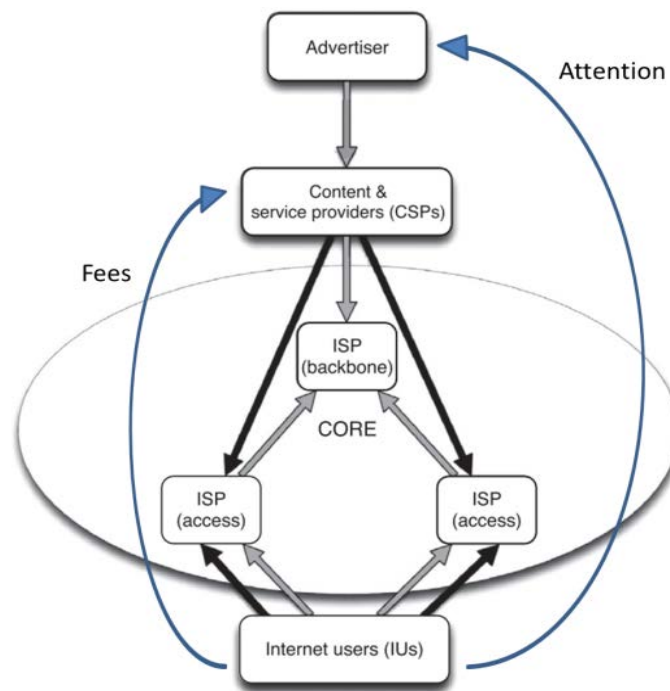 Advertiser
Attention
Content &
service providers (CSPs)
Fees
ISP
(backbone)
CORE
ISP
(access)
ISP
(access)
Internet users (IUs)